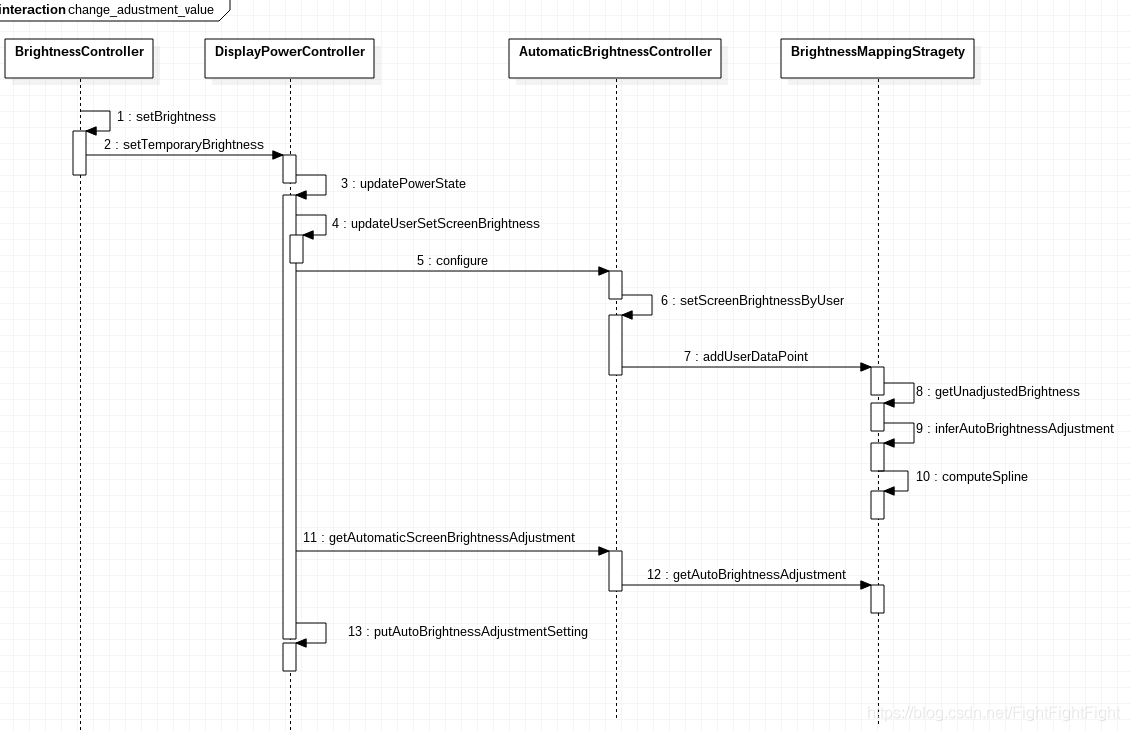 interaction change_adustment_value
BrightnessController
DisplayPowerController
AutomaticBrightnessController
BrightnessMappingStragety
1 : setBrightness
2 : setTemporaryBrightness
3 : updatePowerState
4 : updateUserSetScreenBrightness
5 : configure
6 : setScreenBrightnessByUser
7 : addUserDataPoint
8 : getUnadjustedBrightness
9 : inferAutoBrightnessAdjustment
10 : computeSpline
11 : getAutomaticScreenBrightnessAdjustment
12 : getAutoBrightnessAdjustment
13 : putAutoBrightnessAdjustmentSetting
https://blog.csdn.net/FightFightFight